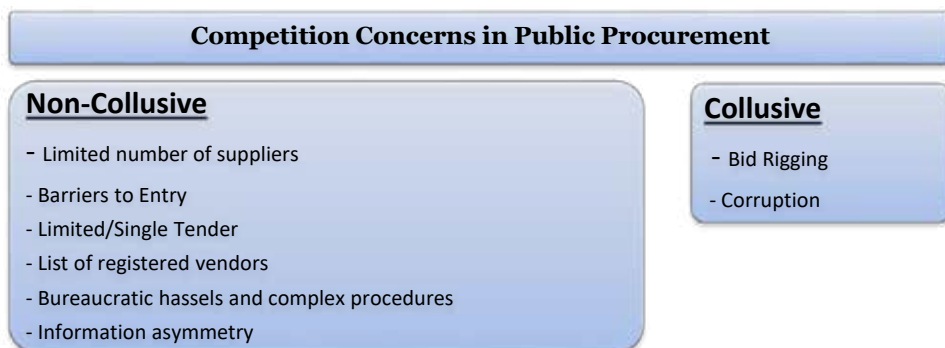 Competition Concerns in Public Procurement
Non-Collusive
- Limited number of suppliers
- Barriers to Entry
- Limited/Single Tender
- List of registered vendors
- Bureaucratic hassels and complex procedures
- Information asymmetry
Collusive
- Bid Rigging
- Corruption